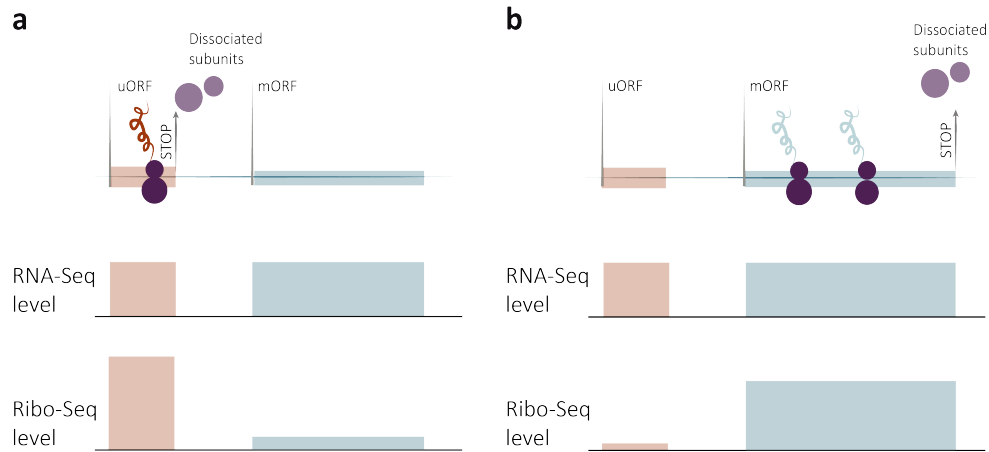 a
Dissociated
subunits
uORF
mORF
STOP
RNA-Seq
level
Ribo-Seq
level
b
Dissociated
subunits
uORF
mORF
STOP
RNA-Seq
level
Ribo-Seq
level